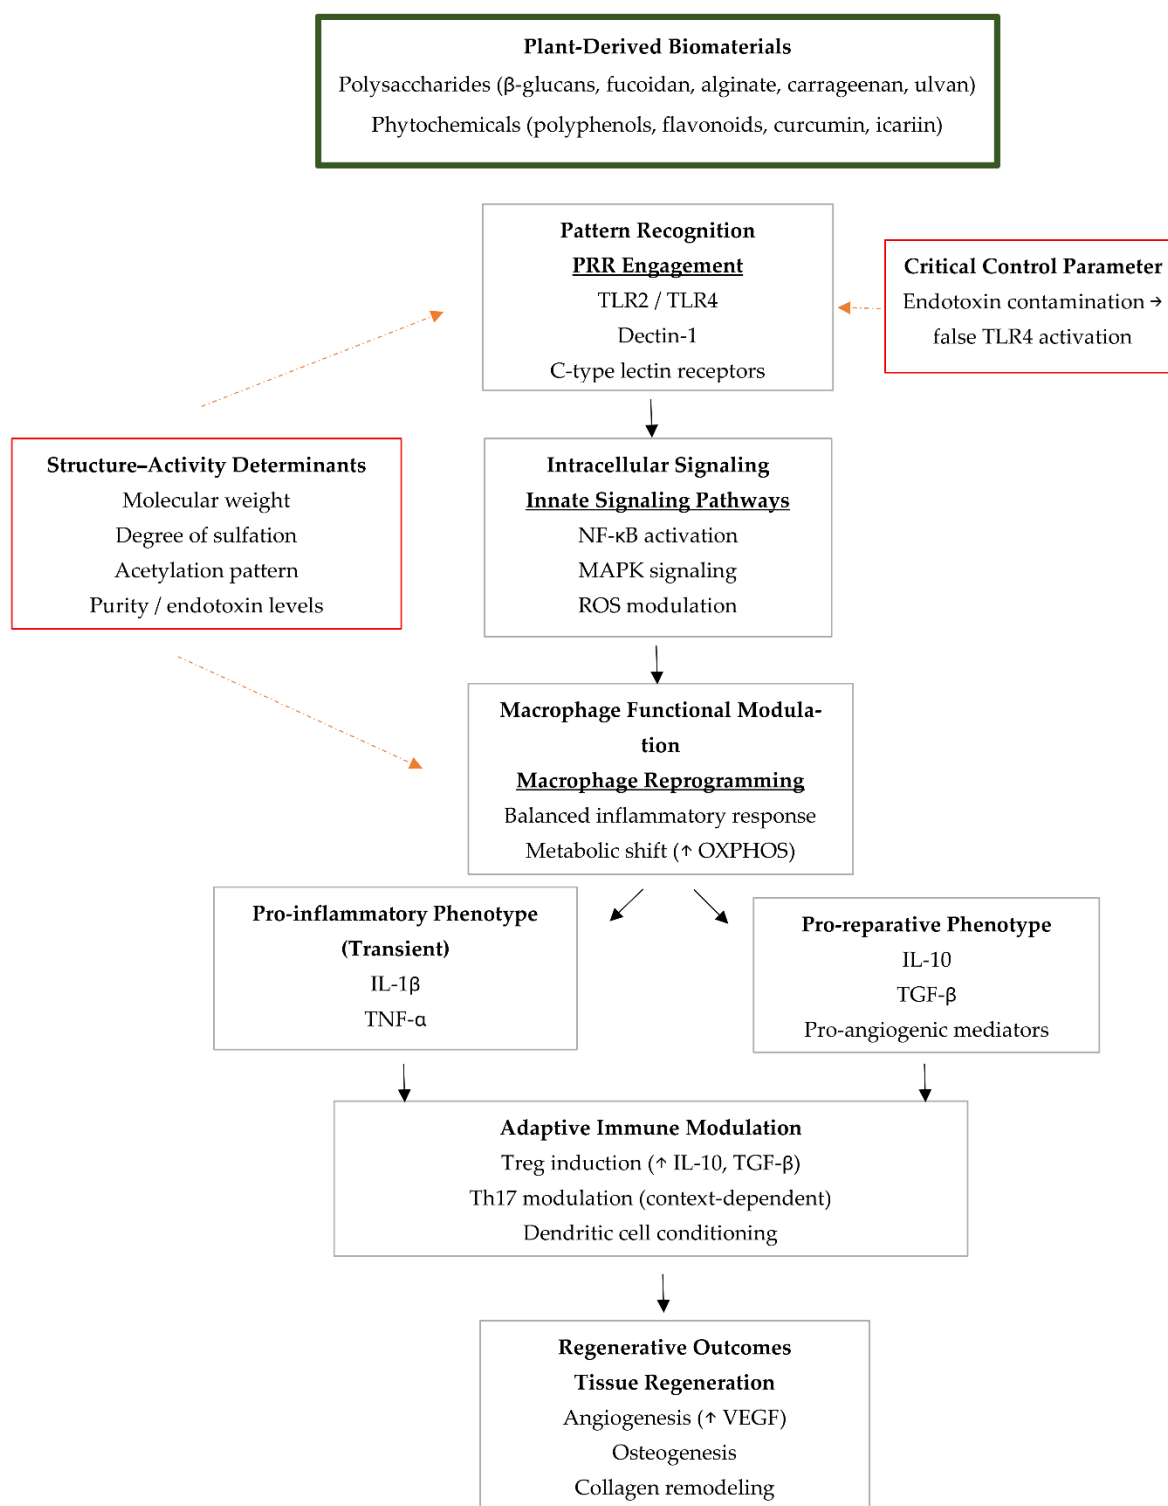 Plant-Derived Biomaterials
Polysaccharides (β-glucans, fucoidan, alginate, carrageenan, ulvan)
Phytochemicals (polyphenols, flavonoids, curcumin, icariin)
Pattern Recognition
PRR Engagement
TLR2 / TLR4
Dectin-1
C-type lectin receptors
Critical Control Parameter
Endotoxin contamination →
false TLR4 activation
Structure–Activity Determinants
Molecular weight
Degree of sulfation
Acetylation pattern
Purity / endotoxin levels
Intracellular Signaling
Innate Signaling Pathways
NF-κB activation
MAPK signaling
ROS modulation
Macrophage Functional Modula-
tion
Macrophage Reprogramming
Balanced inflammatory response
Metabolic shift (↑ OXPHOS)
Pro-inflammatory Phenotype
(Transient)
IL-1β
TNF-α
Pro-reparative Phenotype
IL-10
TGF-β
Pro-angiogenic mediators
Adaptive Immune Modulation
Treg induction (↑ IL-10, TGF-β)
Th17 modulation (context-dependent)
Dendritic cell conditioning
Regenerative Outcomes
Tissue Regeneration
Angiogenesis (↑ VEGF)
Osteogenesis
Collagen remodeling